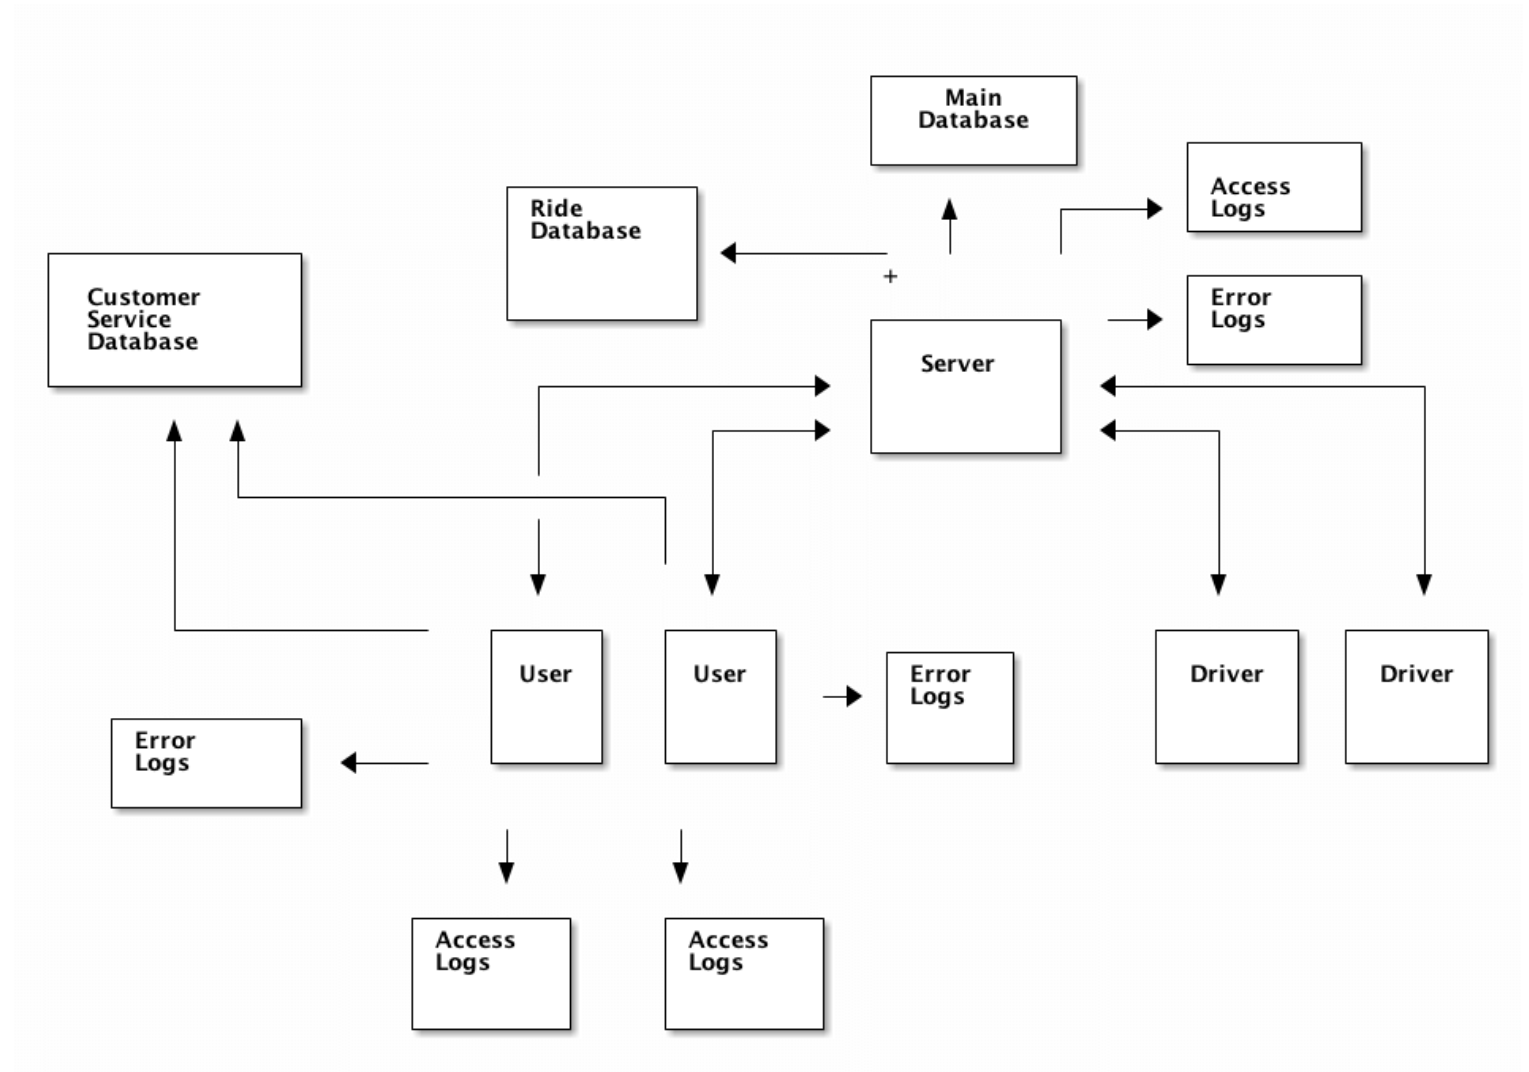 Main
Database
Access
Logs
Ride
Database
+
Error
Logs
Customer
Service
Database
Server
User
User
Error
Logs
Driver
Driver
Error
Logs
Access
Logs
Access
Logs